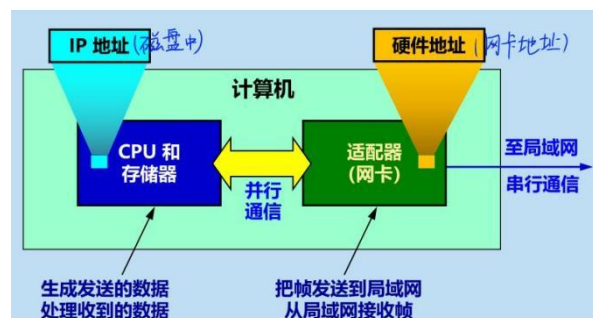 IP 地址(磁盘中)
硬件地址(网卡地址)
计算机
CPU 和
存储器
并行
通信
适配器
(网卡)
至局域网
串行通信
生成发送的数据
处理收到的数据
把帧发送到局域网
从局域网接收帧